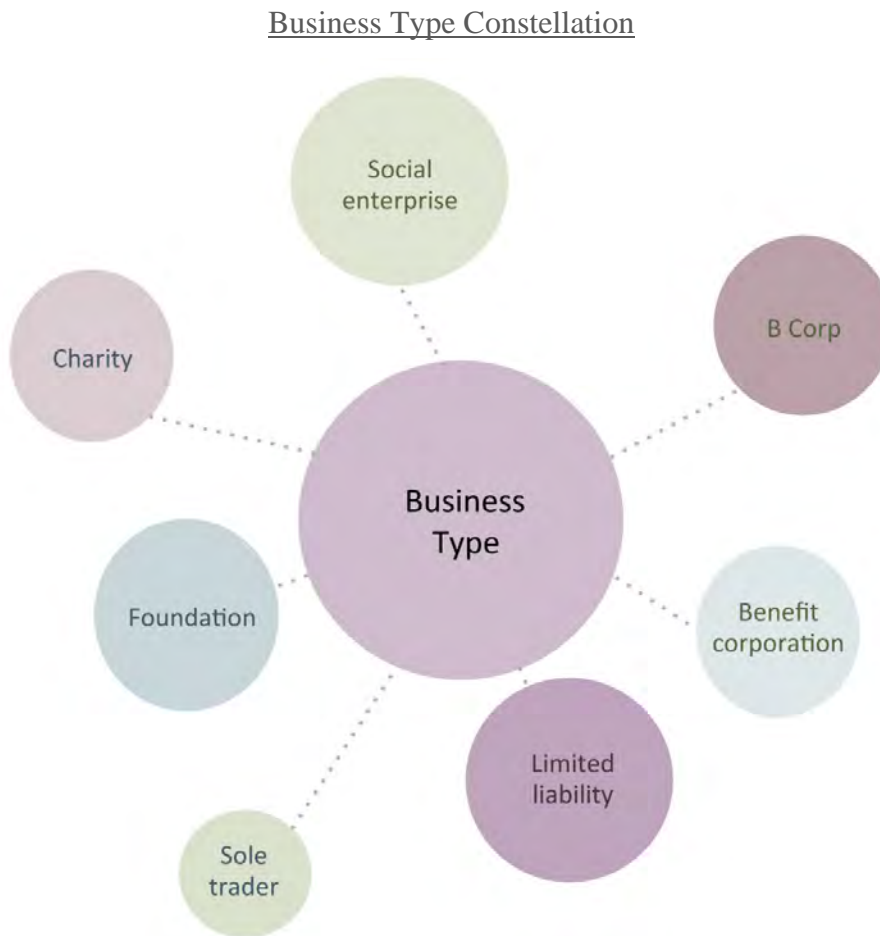 Business Type Constellation
Social
enterprise
B Corp
Charity
Business
Type
Foundation
Benefit
corporation
Limited
liability
Sole
trader